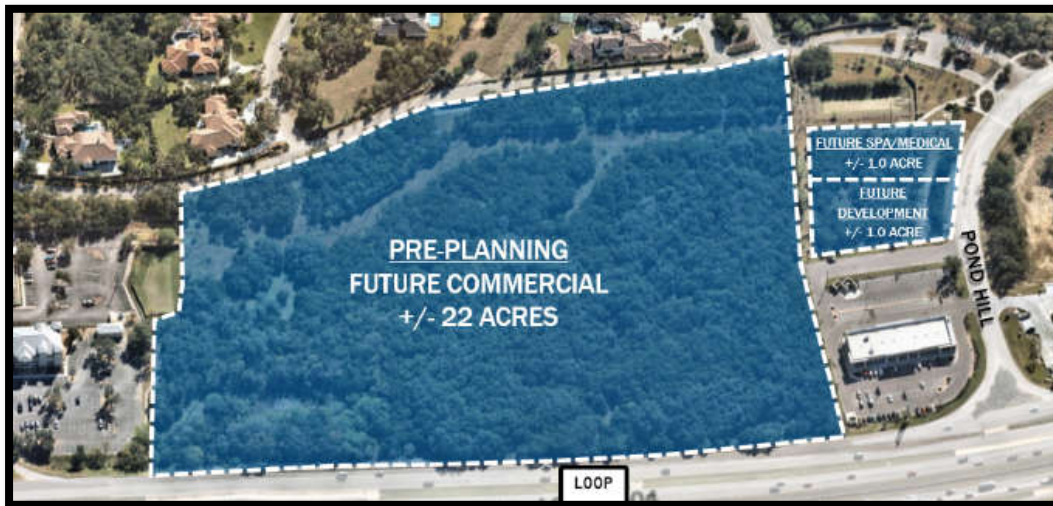 PRE-PLANNING
FUTURE COMMERCIAL
+/- 22 ACRES
FUTURE SPA/MEDICAL
+/- 1.0 ACRE
FUTURE
DEVELOPMENT
+/- 1.0 ACRE
POND HILL
LOOP